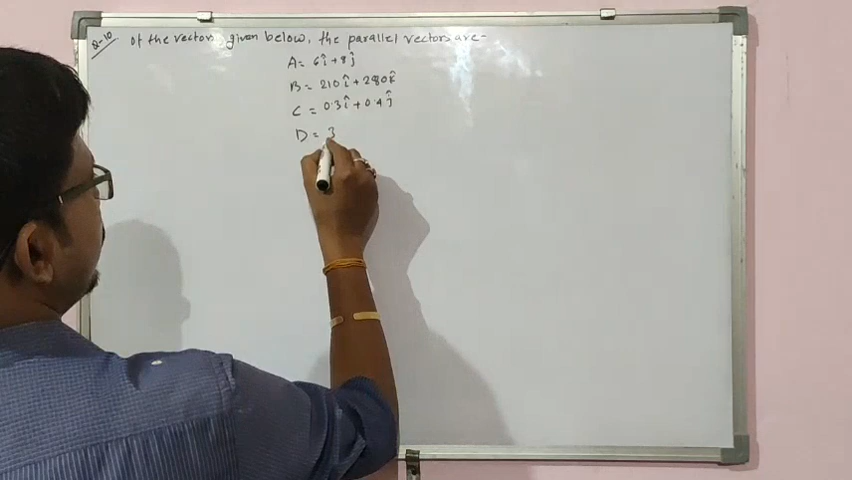 Q-10 Of the vectors given below, the parallel vectors are-
A = 6î + 8ĵ
B = 210î + 280k̂
C = 0.3î + 0.4ĵ
D = 3